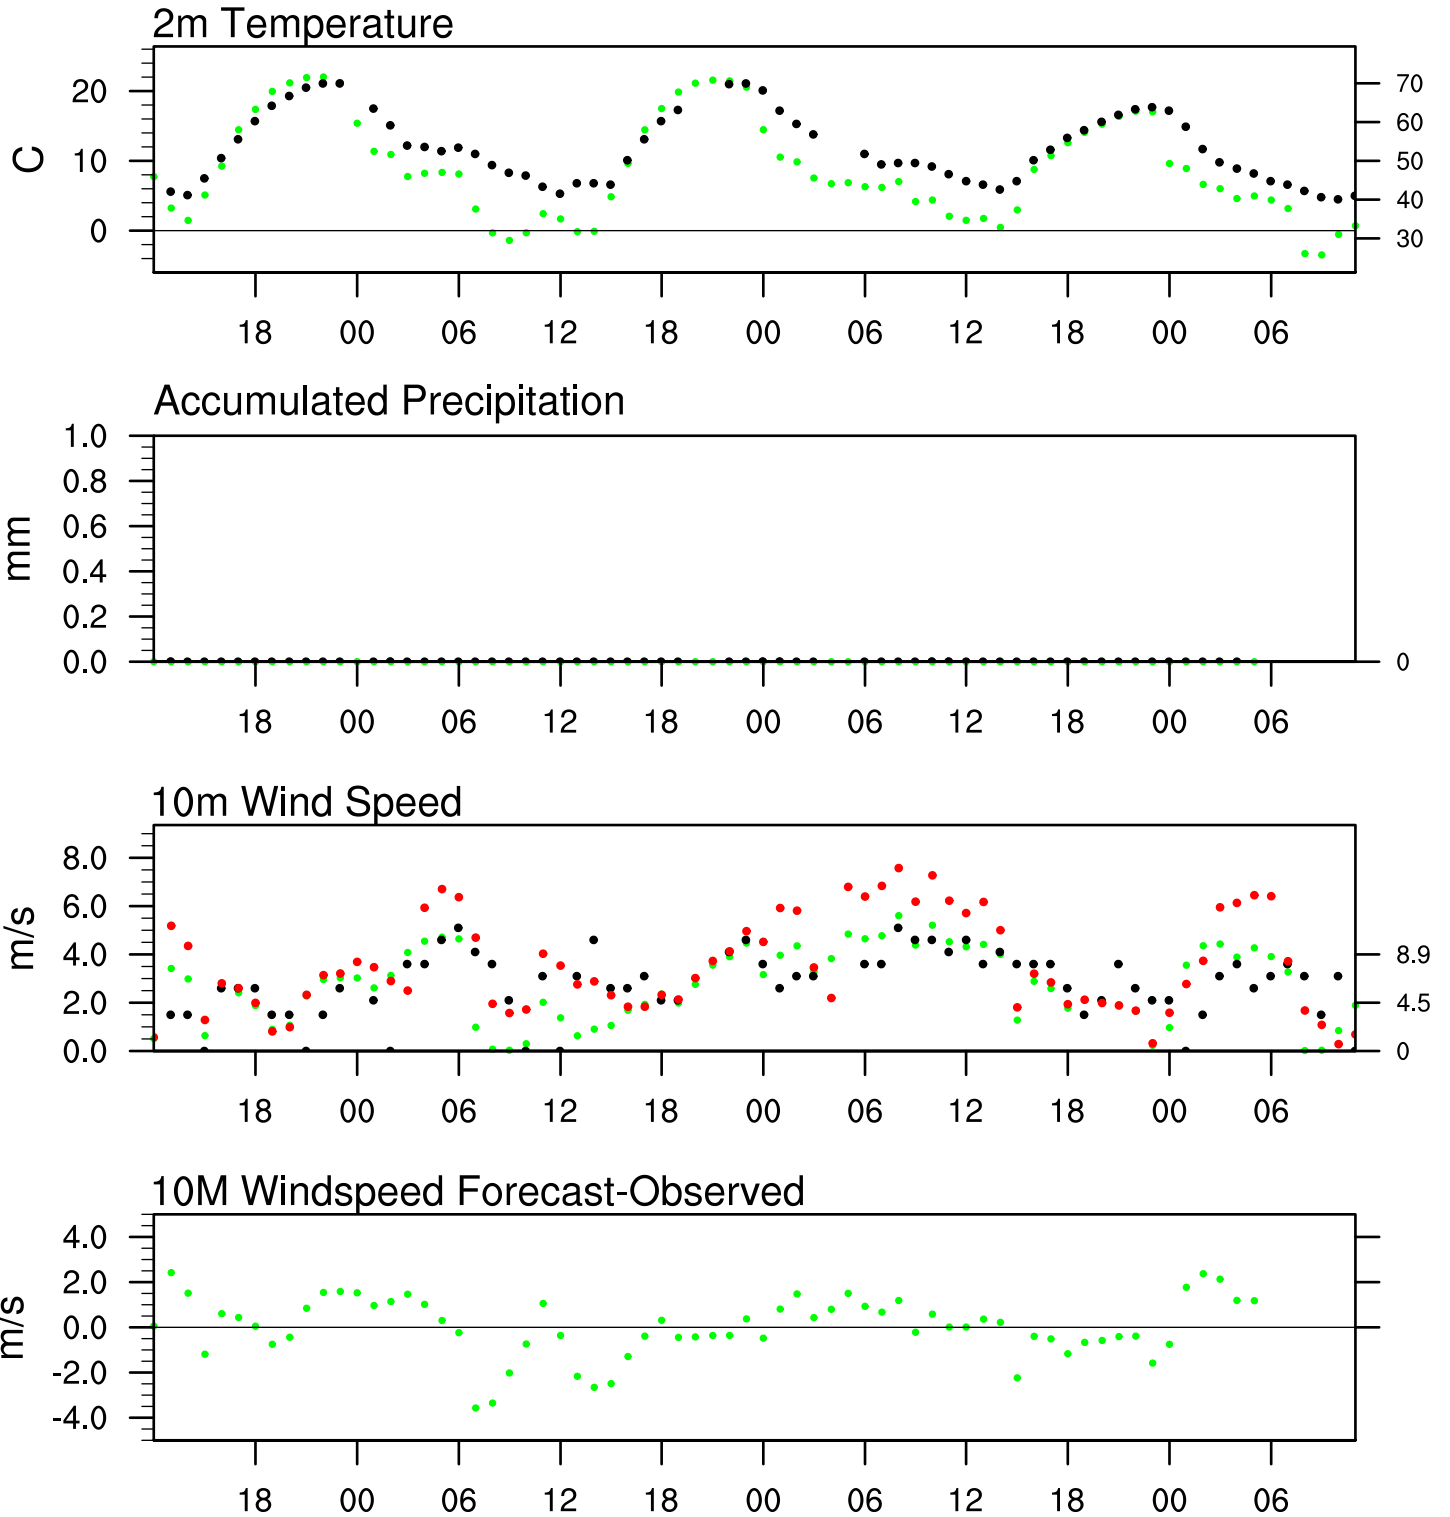 2m Temperature
C
20
10
0
70
60
50
40
30
18 00 06 12 18 00 06 12 18 00 06
Accumulated Precipitation
mm
1.0
0.8
0.6
0.4
0.2
0.0
0
18 00 06 12 18 00 06 12 18 00 06
10m Wind Speed
m/s
8.0
6.0
4.0
2.0
0.0
8.9
4.5
0
18 00 06 12 18 00 06 12 18 00 06
10M Windspeed Forecast-Observed
m/s
4.0
2.0
0.0
-2.0
-4.0
18 00 06 12 18 00 06 12 18 00 06